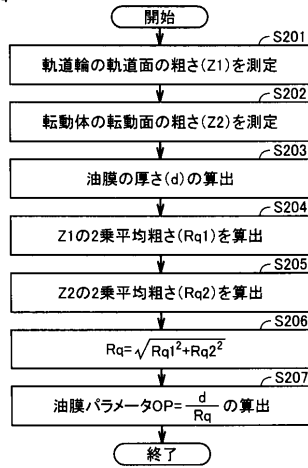 開始
S201
軌道輪の軌道面の粗さ(Z1)を測定
S202
転動体の転動面の粗さ(Z2)を測定
S203
油膜の厚さ(d)の算出
S204
Z1の2乗平均粗さ(Rq1)を算出
S205
Z2の2乗平均粗さ(Rq2)を算出
S206
Rq=√Rq1²+Rq2²
S207
油膜パラメータOP=d/Rq の算出
終了